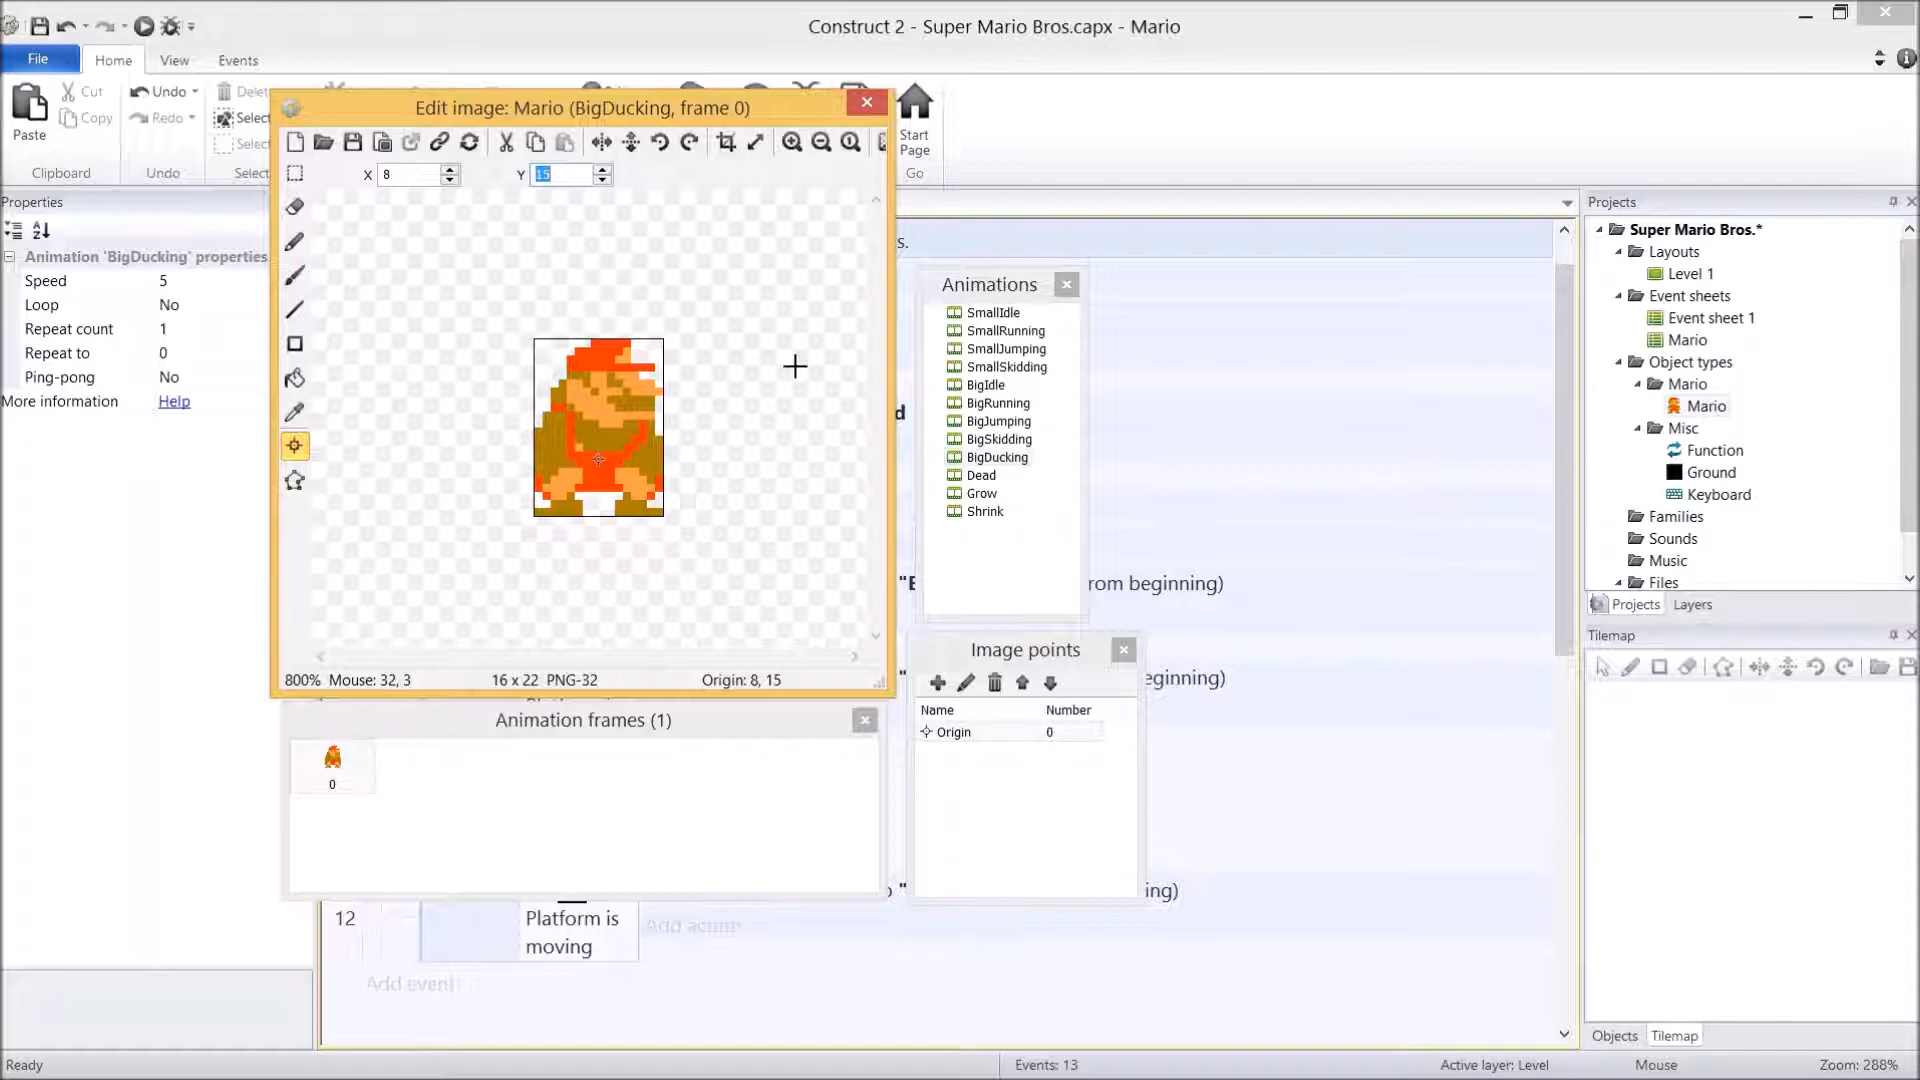 Construct 2 - Super Mario Bros.capx - Mario
File
Home
View
Events
Paste
Cut
Copy
Clipboard
Undo
Redo
Undo
Delet
Select
Select
Select
Start
Page
Go
Edit image: Mario (BigDucking, frame 0)
X 8
Y 15
800% Mouse: 32, 3
16 x 22 PNG-32
Origin: 8, 15
Properties
Animation 'BigDucking' properties
Speed 5
Loop No
Repeat count 1
Repeat to 0
Ping-pong No
More information Help
Animation frames (1)
0
Animations
SmallIdle
SmallRunning
SmallJumping
SmallSkidding
BigIdle
BigRunning
BigJumping
BigSkidding
BigDucking
Dead
Grow
Shrink
Image points
Name Number
Origin 0
s.
d
"B
rom beginning)
"
eginning)
o "
ing)
12
Platform is
moving
Add action
Add event
Projects
Super Mario Bros.*
Layouts
Level 1
Event sheets
Event sheet 1
Mario
Object types
Mario
Mario
Misc
Function
Ground
Keyboard
Families
Sounds
Music
Files
Projects
Layers
Tilemap
Objects
Tilemap
Ready
Events: 13
Active layer: Level
Mouse
Zoom: 288%